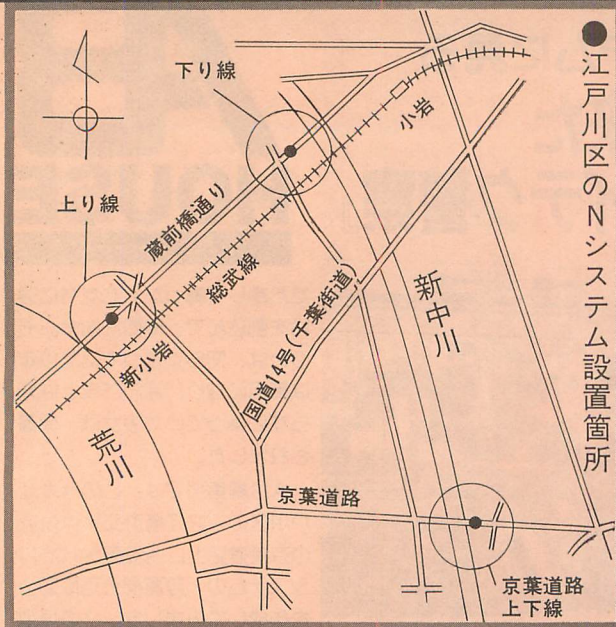 ●江戸川区のNシステム設置箇所
下り線
小岩
上り線
蔵前橋通り
総武線
新小岩
国道14号(千葉街道)
新中川
荒川
京葉道路
京葉道路
上下線